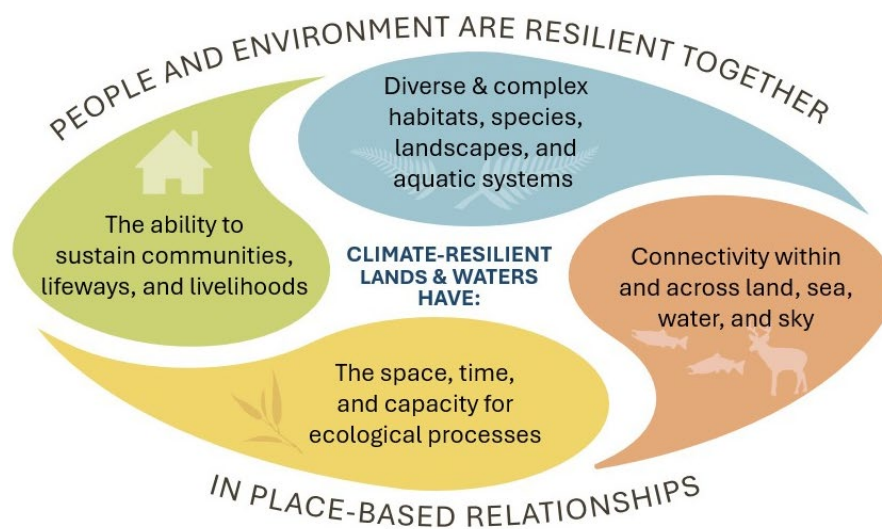 PEOPLE AND ENVIRONMENT ARE RESILIENT TOGETHER
Diverse & complex
habitats, species,
landscapes, and
aquatic systems
The ability to
sustain communities,
lifeways, and livelihoods
CLIMATE-RESILIENT
LANDS & WATERS
HAVE:
Connectivity within
and across land, sea,
water, and sky
The space, time,
and capacity for
ecological processes
IN PLACE-BASED RELATIONSHIPS